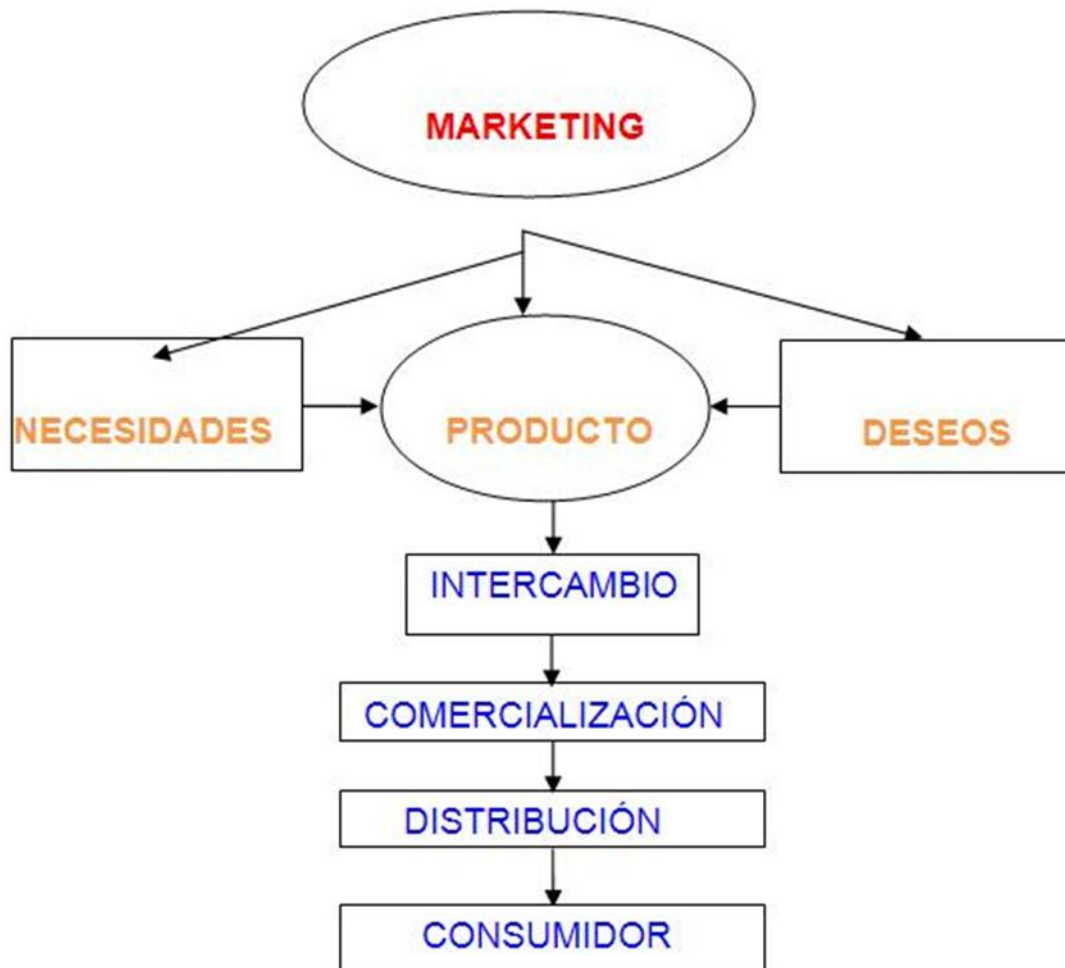 MARKETING
NECESIDADES
PRODUCTO
DESEOS
INTERCAMBIO
COMERCIALIZACIÓN
DISTRIBUCIÓN
CONSUMIDOR